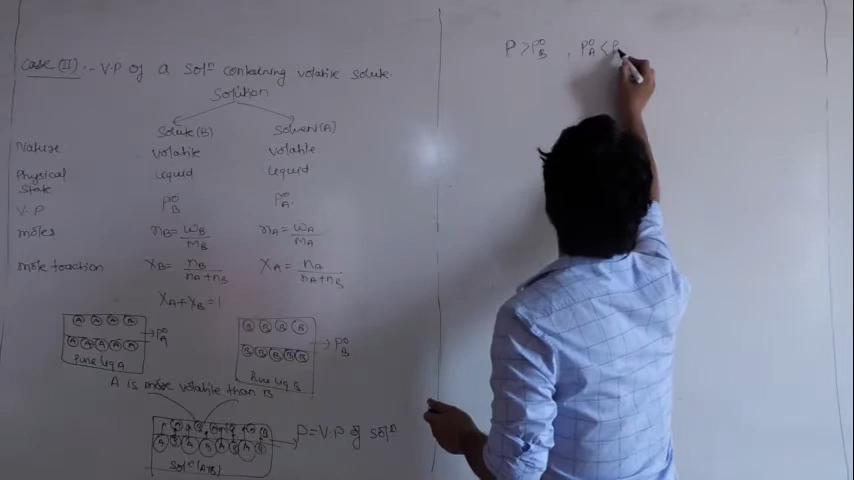 Case (II) :- V.P of a solⁿ containing volatile solute.
Solution
Solute(B) Solvent(A)
Nature volatile volatile
Physical State liquid liquid
V.P P°B P°A.
moles nB = wB/MB nA = wA/MA
mole fraction XB = nB/nA+nB XA = nA/nA+nB
XA+XB=1
A A A A
A A A A A P°A
Pure liq A
B B B B
B B B B B P°B
Pure liq B
A is more volatile than B
P=V.P of solⁿ
solⁿ(A+B)
P > P°B , P°A < P